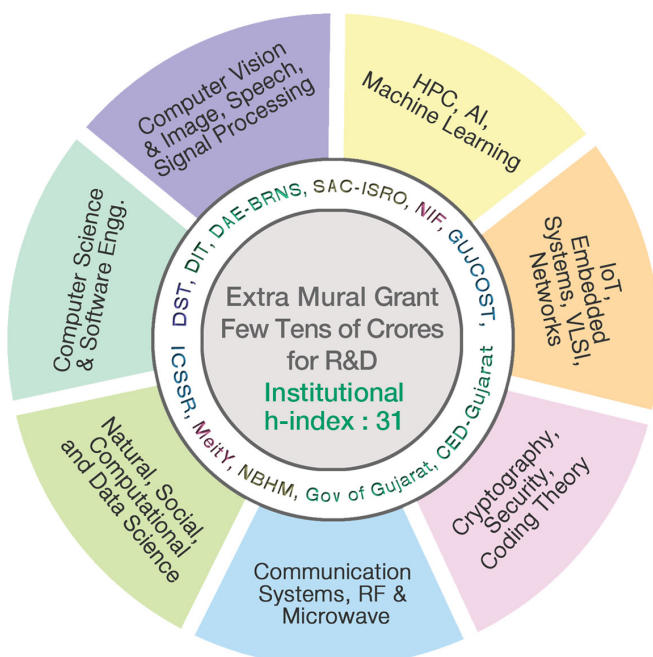 Computer Vision
& Image, Speech,
Signal Processing
HPC, AI,
Machine Learning
IoT,
Embedded
Systems, VLSI,
Networks
Cryptography,
Security,
Coding Theory
Communication
Systems, RF &
Microwave
Natural, Social,
Computational
and Data Science
Computer Science
& Software Engg.
DST, DIT, DAE-BRNS, SAC-ISRO, NIF, GUJCOST,
ICSSR, MeitY, NBHM, Gov of Gujarat, CED-Gujarat
Extra Mural Grant
Few Tens of Crores
for R&D
Institutional
h-index : 31